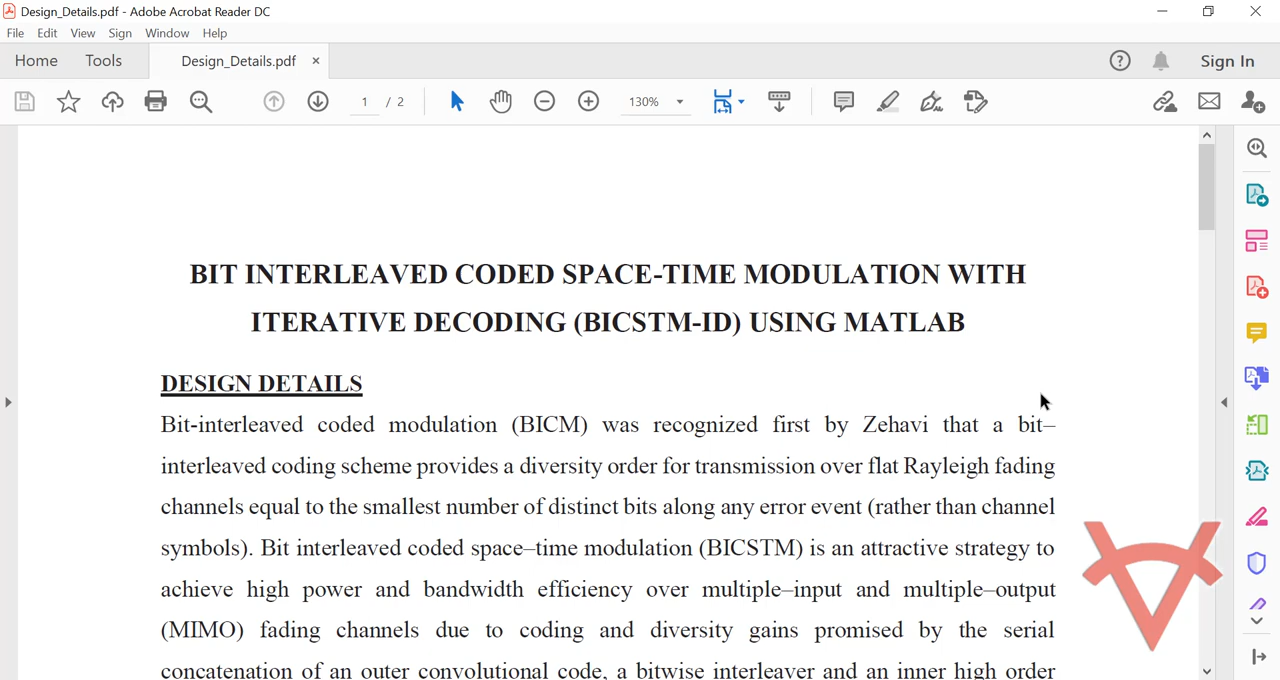 Design_Details.pdf - Adobe Acrobat Reader DC
File Edit View Sign Window Help
Home Tools Design_Details.pdf × Sign In
1 / 2 130%
BIT INTERLEAVED CODED SPACE-TIME MODULATION WITH
ITERATIVE DECODING (BICSTM-ID) USING MATLAB
DESIGN DETAILS
Bit-interleaved coded modulation (BICM) was recognized first by Zehavi that a bit–
interleaved coding scheme provides a diversity order for transmission over flat Rayleigh fading
channels equal to the smallest number of distinct bits along any error event (rather than channel
symbols). Bit interleaved coded space–time modulation (BICSTM) is an attractive strategy to
achieve high power and bandwidth efficiency over multiple–input and multiple–output
(MIMO) fading channels due to coding and diversity gains promised by the serial
concatenation of an outer convolutional code, a bitwise interleaver and an inner high order